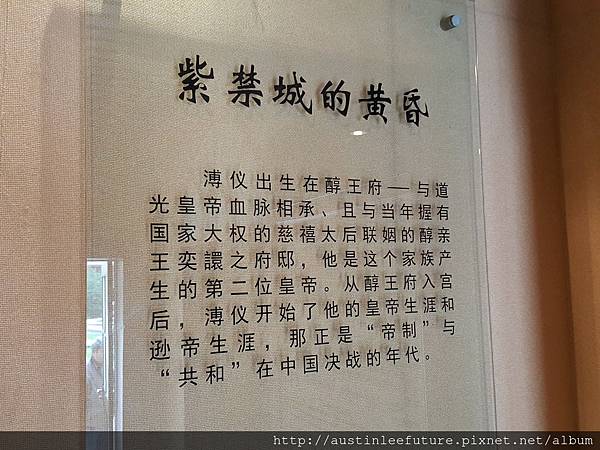 紫禁城的黄昏
溥仪出生在醇王府——与道
光皇帝血脉相承、且与当年握有
国家大权的慈禧太后联姻的醇亲
王奕譞之府邸，他是这个家族产
生的第二位皇帝。从醇王府入宫
后，溥仪开始了他的皇帝生涯和
逊帝生涯，那正是“帝制”与
“共和”在中国决战的年代。
http://austinleefuture.pixnet.net/album